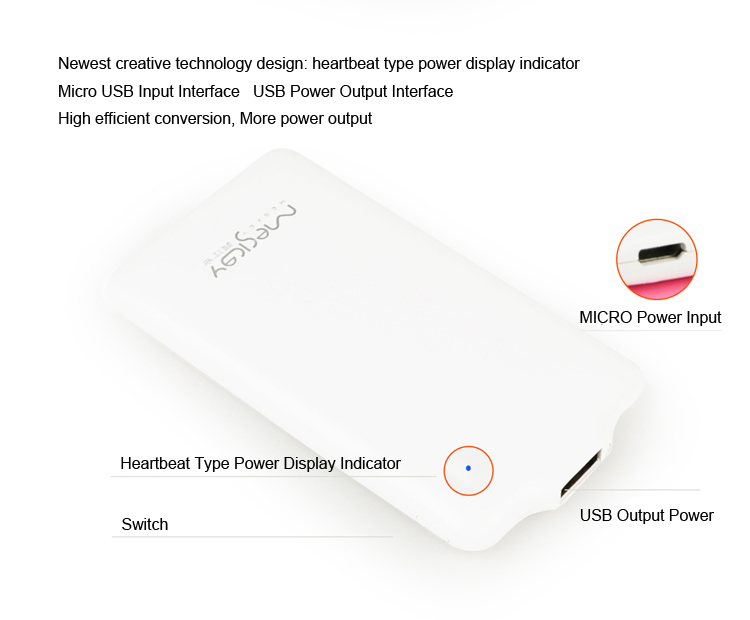 Newest creative technology design: heartbeat type power display indicator
Micro USB Input Interface   USB Power Output Interface
High efficient conversion, More power output
MICRO Power Input
Heartbeat Type Power Display Indicator
Switch
USB Output Power